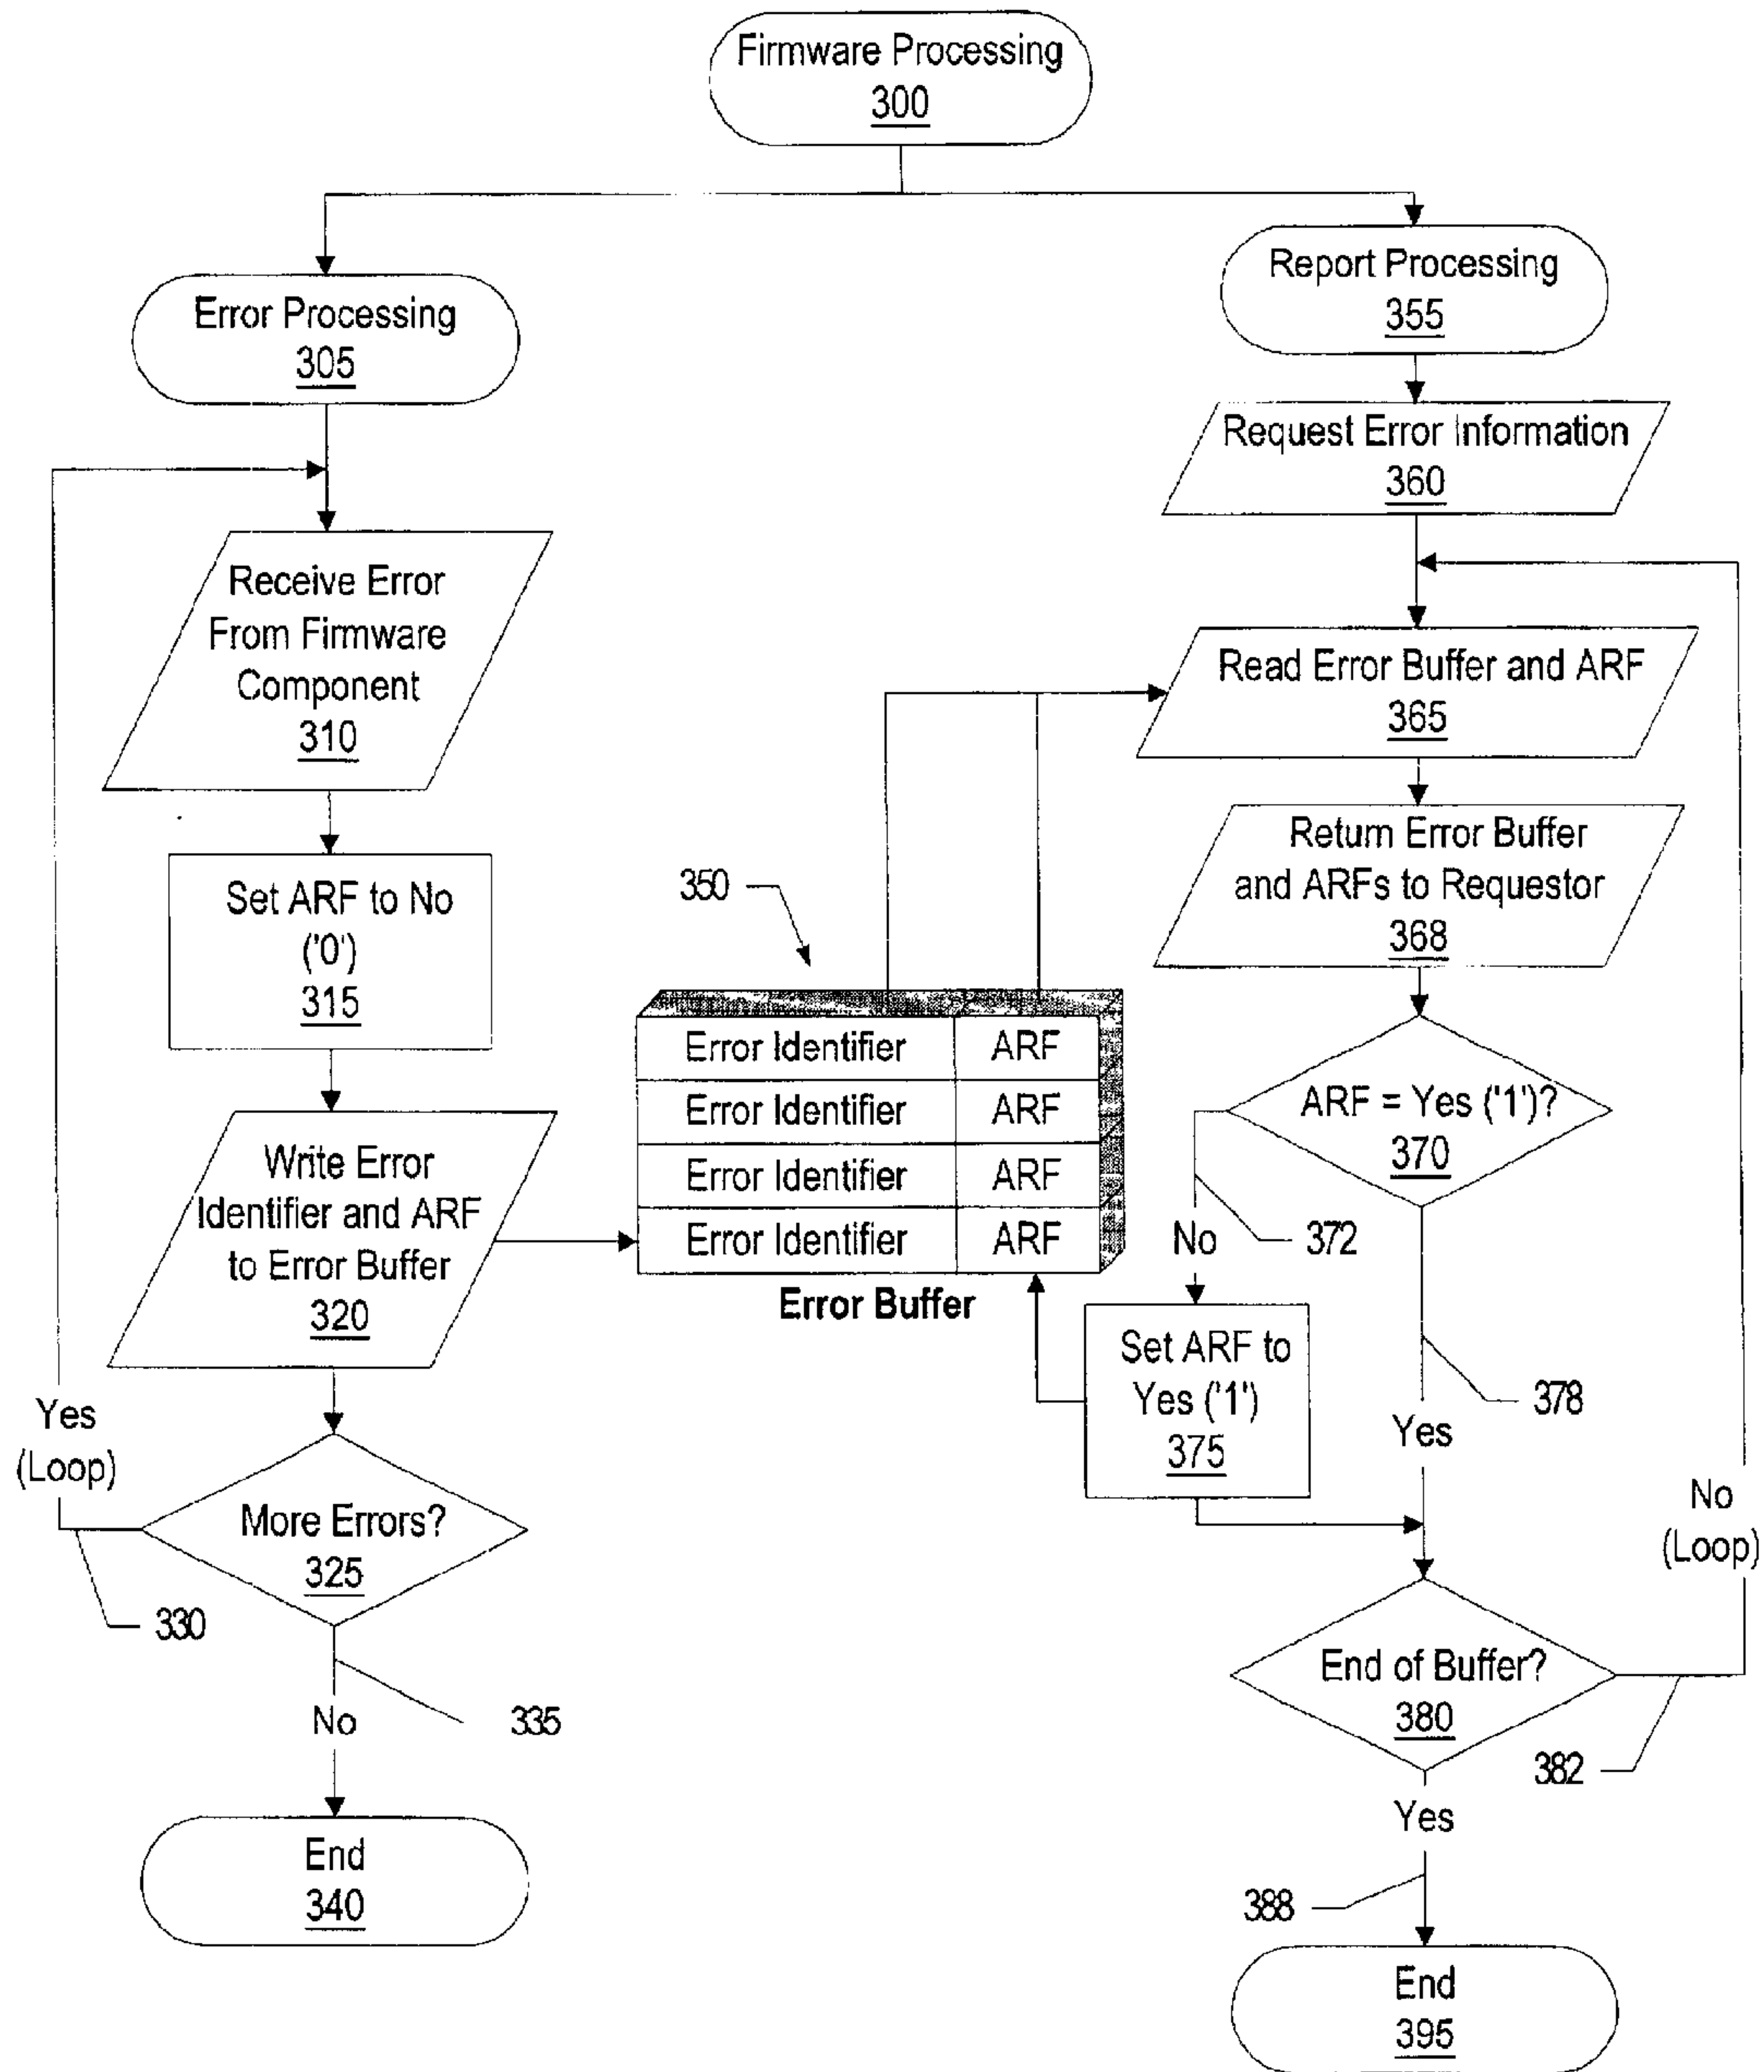 Firmware Processing
300
Error Processing
305
Receive Error
From Firmware
Component
310
Set ARF to No
('0')
315
Write Error
Identifier and ARF
to Error Buffer
320
Yes
(Loop)
More Errors?
325
330
335
No
End
340
350
Error Identifier ARF
Error Identifier ARF
Error Identifier ARF
Error Identifier ARF
Error Buffer
Report Processing
355
Request Error Information
360
Read Error Buffer and ARF
365
Return Error Buffer
and ARFs to Requestor
368
ARF = Yes ('1')?
370
No
372
Set ARF to
Yes ('1')
375
378
Yes
No
(Loop)
End of Buffer?
380
382
Yes
388
End
395